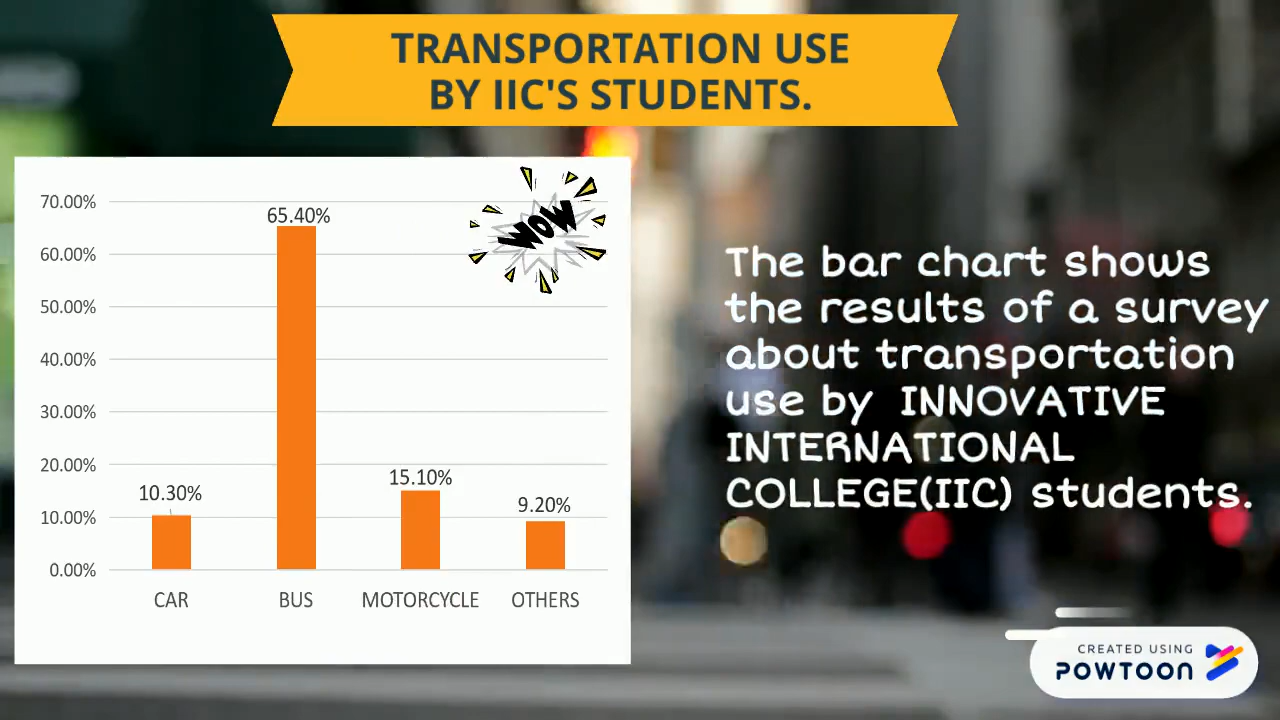 TRANSPORTATION USE
BY IIC'S STUDENTS.
70.00%
60.00%
50.00%
40.00%
30.00%
20.00%
10.00%
0.00%
10.30%
65.40%
15.10%
9.20%
CAR
BUS
MOTORCYCLE
OTHERS
WOW
The bar chart shows
the results of a survey
about transportation
use by INNOVATIVE
INTERNATIONAL
COLLEGE(IIC) students.
CREATED USING
POWTOON